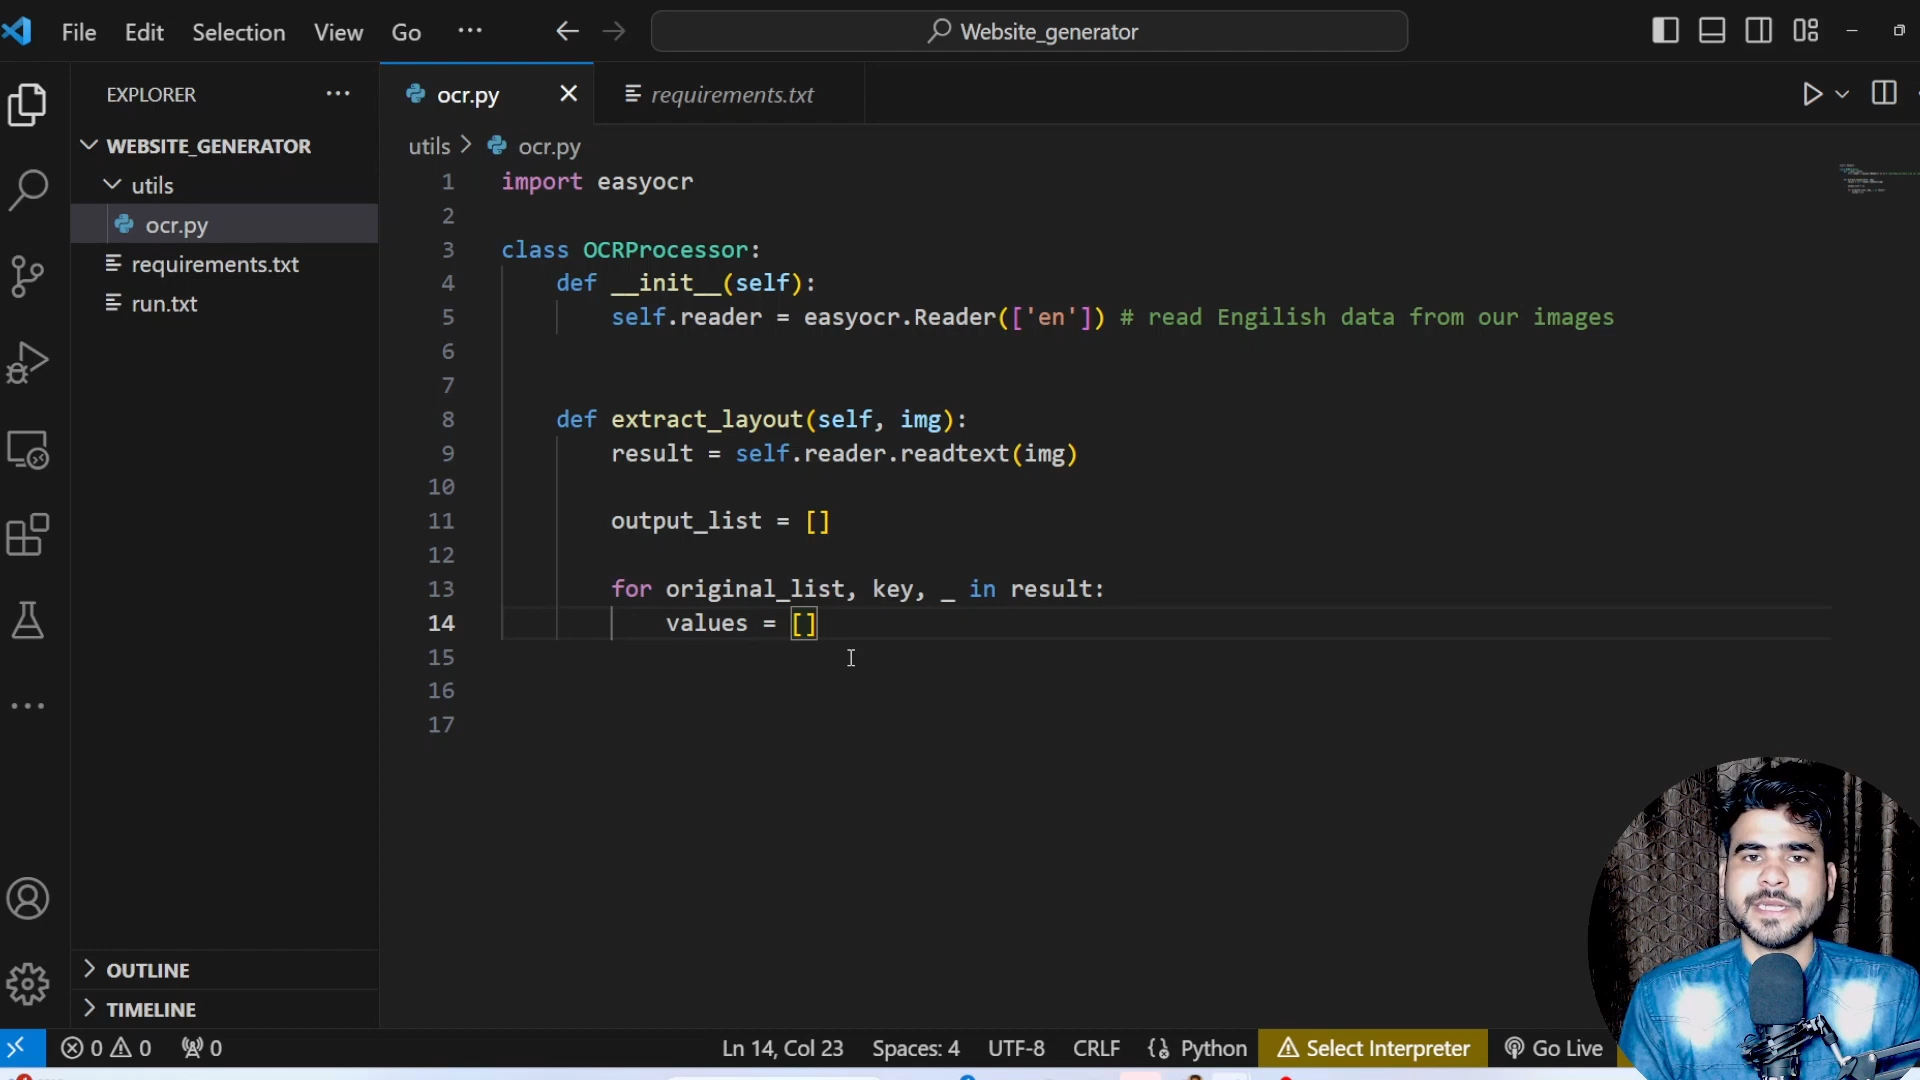 File Edit Selection View Go ··· Website_generator
EXPLORER ···
WEBSITE_GENERATOR
utils
ocr.py
requirements.txt
run.txt
OUTLINE
TIMELINE
ocr.py requirements.txt
utils > ocr.py
1 import easyocr
2
3 class OCRProcessor:
4 def __init__(self):
5 self.reader = easyocr.Reader(['en']) # read Engilish data from our images
6
7
8 def extract_layout(self, img):
9 result = self.reader.readtext(img)
10
11 output_list = []
12
13 for original_list, key, _ in result:
14 values = []
15
16
17
0 0 0 Ln 14, Col 23 Spaces: 4 UTF-8 CRLF Python Select Interpreter Go Live